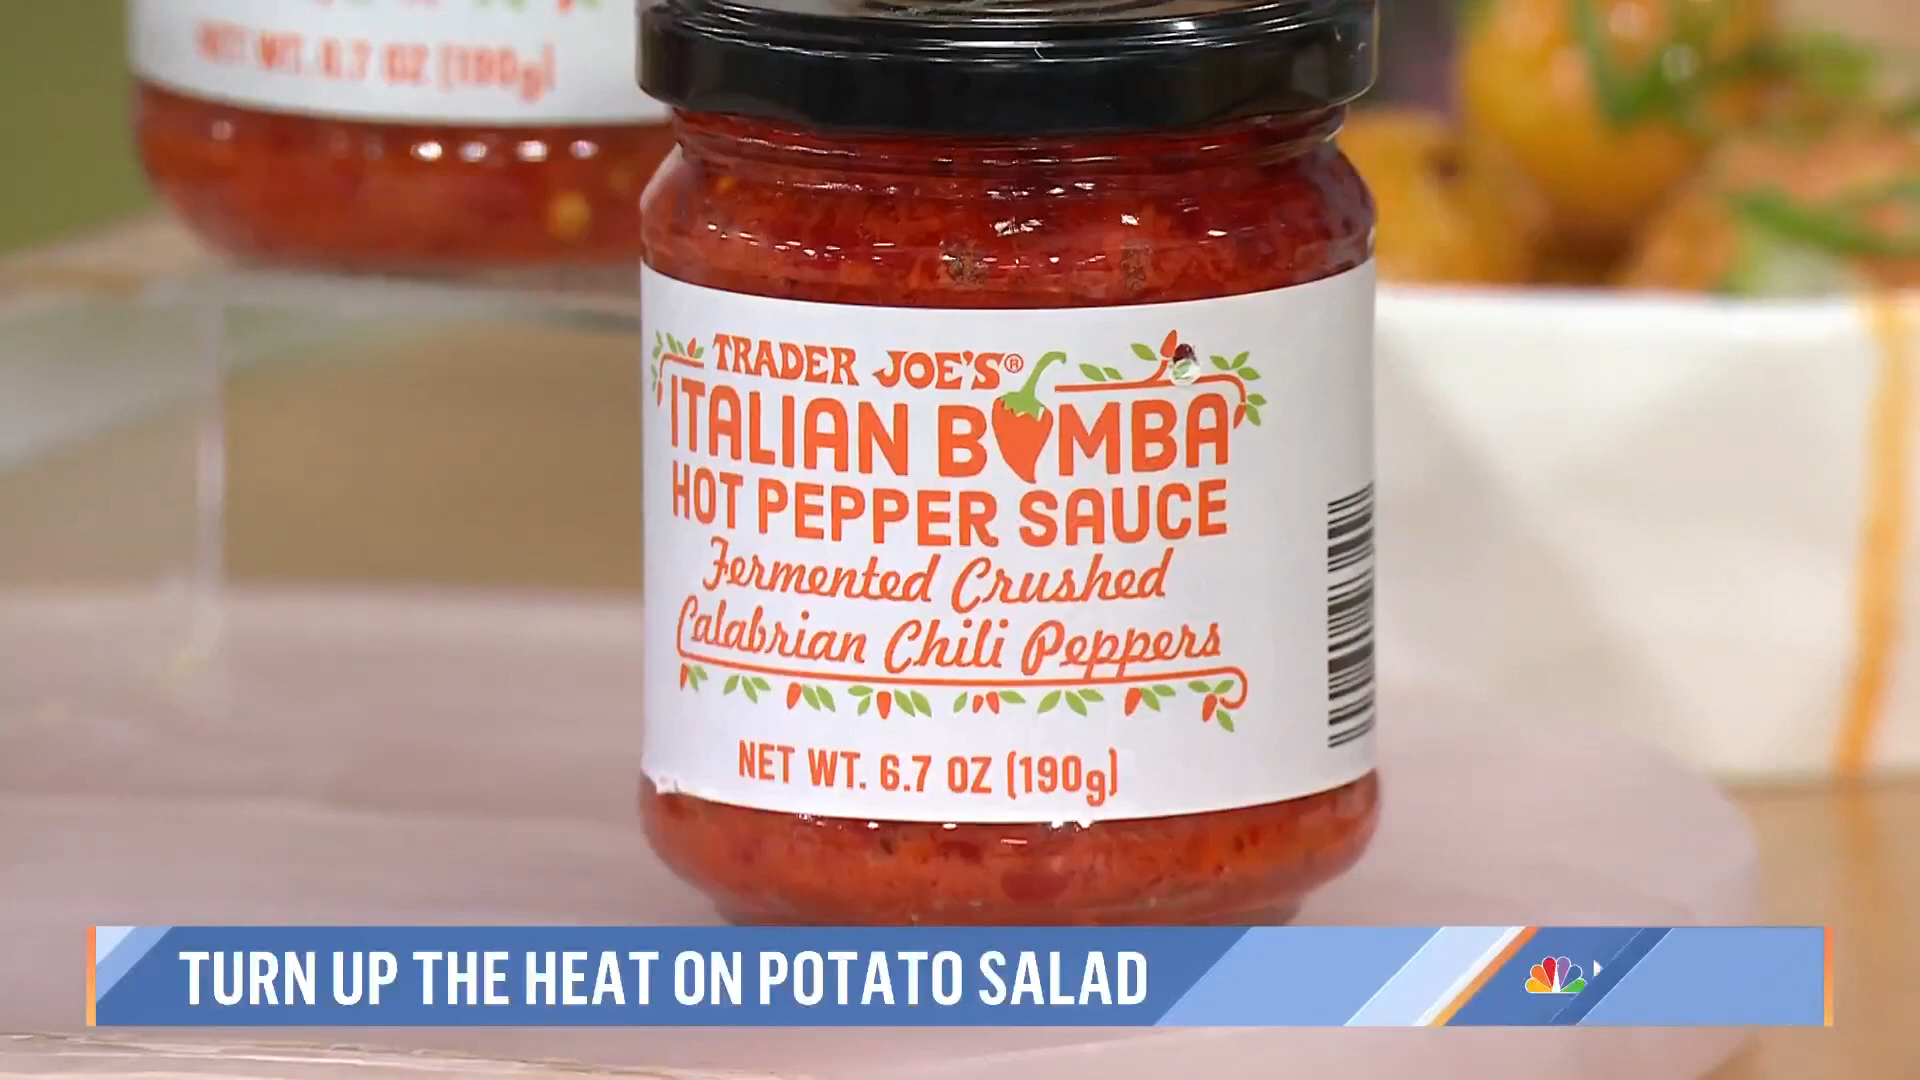 NET WT. 6.7 OZ (190g)
TRADER JOE'S®
ITALIAN BOMBA
HOT PEPPER SAUCE
Fermented Crushed
Calabrian Chili Peppers
NET WT. 6.7 OZ (190g)
TURN UP THE HEAT ON POTATO SALAD